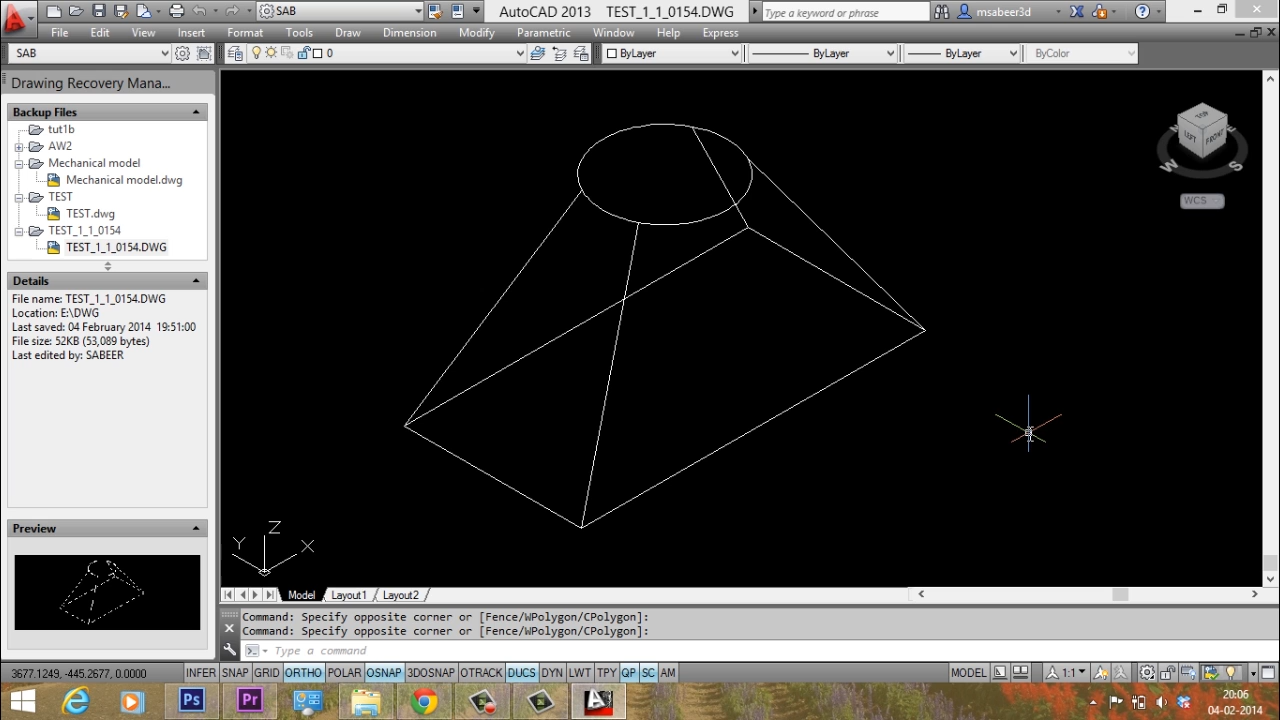 SAB
AutoCAD 2013 TEST_1_1_0154.DWG
Type a keyword or phrase
msabeer3d
File Edit View Insert Format Tools Draw Dimension Modify Parametric Window Help Express
SAB
0
ByLayer
ByLayer
ByLayer
ByColor
Drawing Recovery Mana...
Backup Files
tut1b
AW2
Mechanical model
Mechanical model.dwg
TEST
TEST.dwg
TEST_1_1_0154
TEST_1_1_0154.DWG
Details
File name: TEST_1_1_0154.DWG
Location: E:\DWG
Last saved: 04 February 2014 19:51:00
File size: 52KB (53,089 bytes)
Last edited by: SABEER
Preview
TOP
LEFT
FRONT
W
S
WCS
Z
Y
X
Model Layout1 Layout2
Command: Specify opposite corner or [Fence/WPolygon/CPolygon]:
Command: Specify opposite corner or [Fence/WPolygon/CPolygon]:
Type a command
3677.1249, -445.2677, 0.0000
INFER SNAP GRID ORTHO POLAR OSNAP 3DOSNAP OTRACK DUCS DYN LWT TPY QP SC AM
MODEL
1:1
Ps
Pr
20:06
04-02-2014